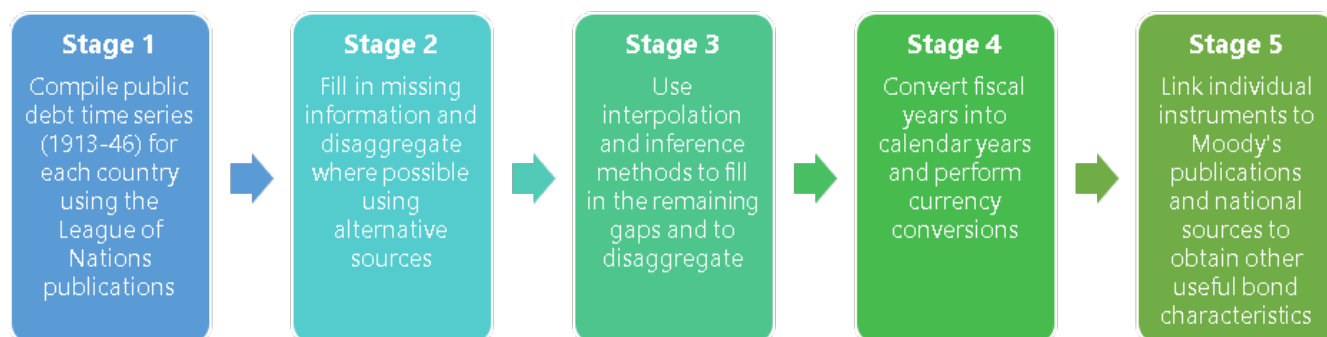 Stage 1
Compile public
debt time series
(1913-46) for
each country
using the
League of
Nations
publications
Stage 2
Fill in missing
information and
disaggregate
where possible
using
alternative
sources
Stage 3
Use
interpolation
and inference
methods to fill
in the remaining
gaps and to
disaggregate
Stage 4
Convert fiscal
years into
calendar years
and perform
currency
conversions
Stage 5
Link individual
instruments to
Moody's
publications
and national
sources to
obtain other
useful bond
characteristics